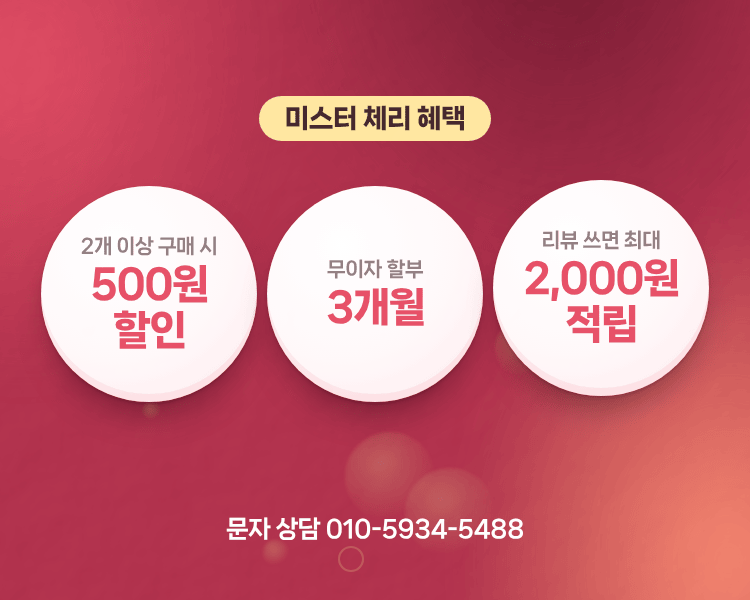 미스터 체리 혜택
2개 이상 구매 시
500원
할인
무이자 할부
3개월
리뷰 쓰면 최대
2,000원
적립
문자 상담 010-5934-5488